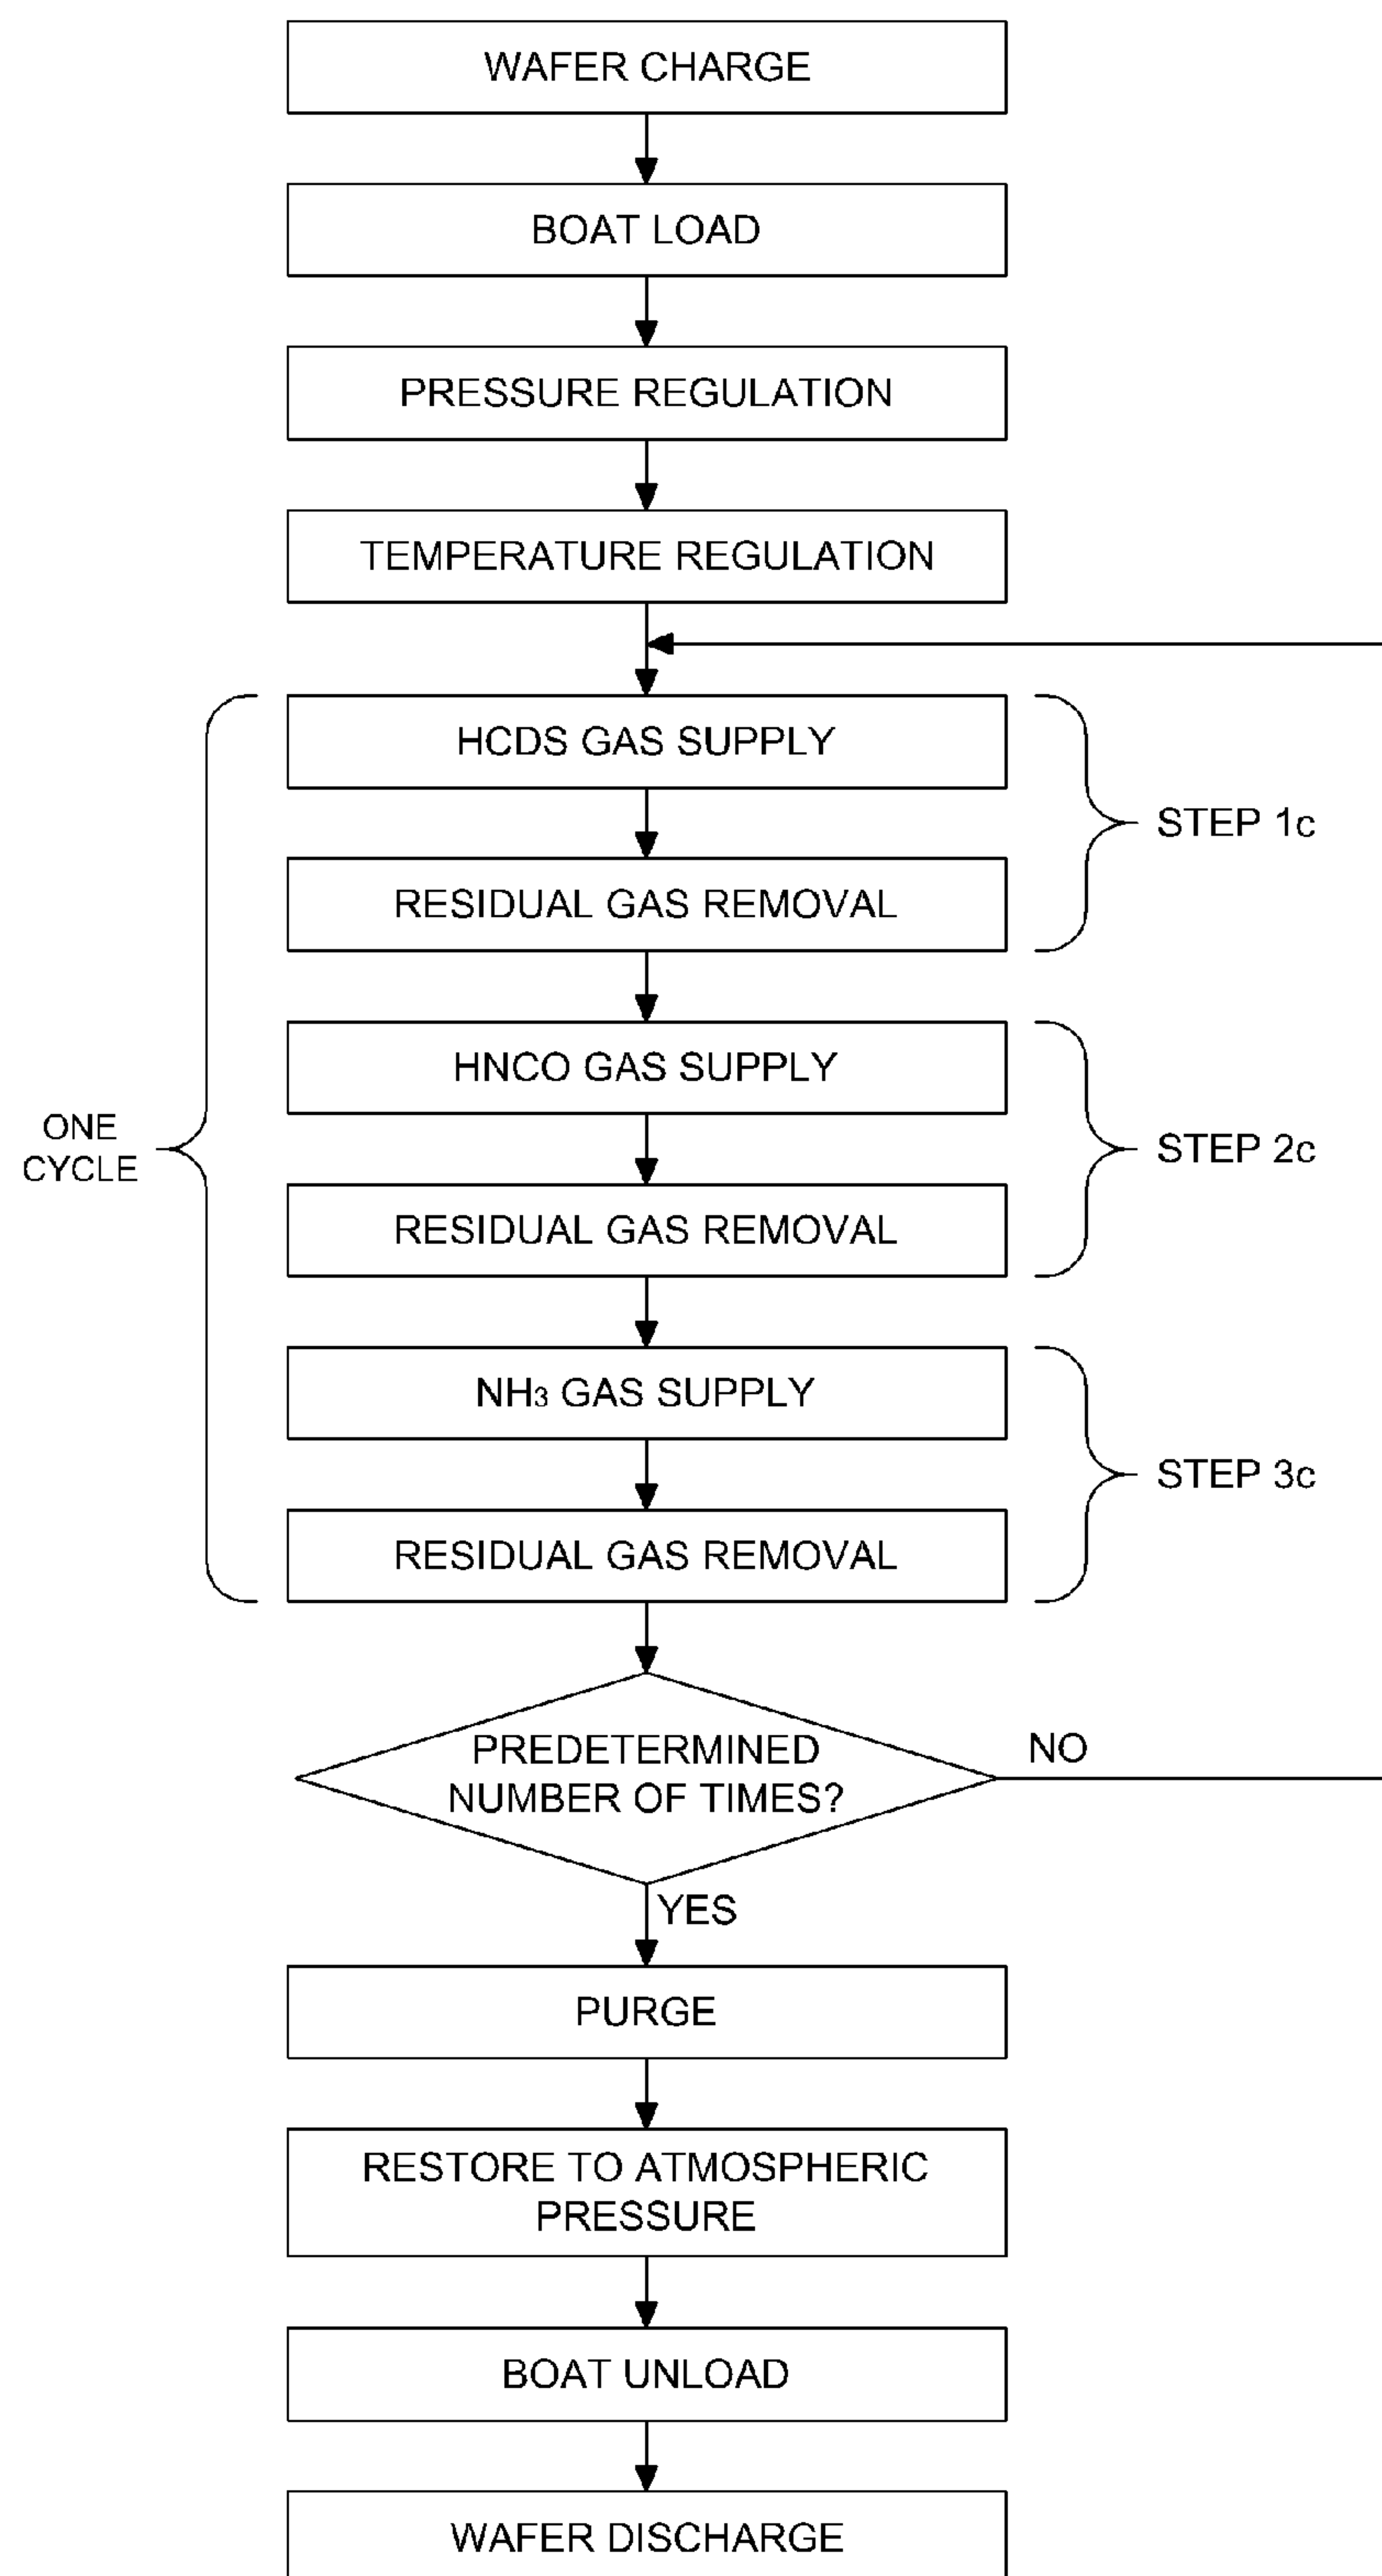 WAFER CHARGE
BOAT LOAD
PRESSURE REGULATION
TEMPERATURE REGULATION
HCDS GAS SUPPLY
STEP 1c
RESIDUAL GAS REMOVAL
HNCO GAS SUPPLY
ONE
CYCLE
STEP 2c
RESIDUAL GAS REMOVAL
NH₃ GAS SUPPLY
STEP 3c
RESIDUAL GAS REMOVAL
PREDETERMINED
NUMBER OF TIMES?
NO
YES
PURGE
RESTORE TO ATMOSPHERIC
PRESSURE
BOAT UNLOAD
WAFER DISCHARGE